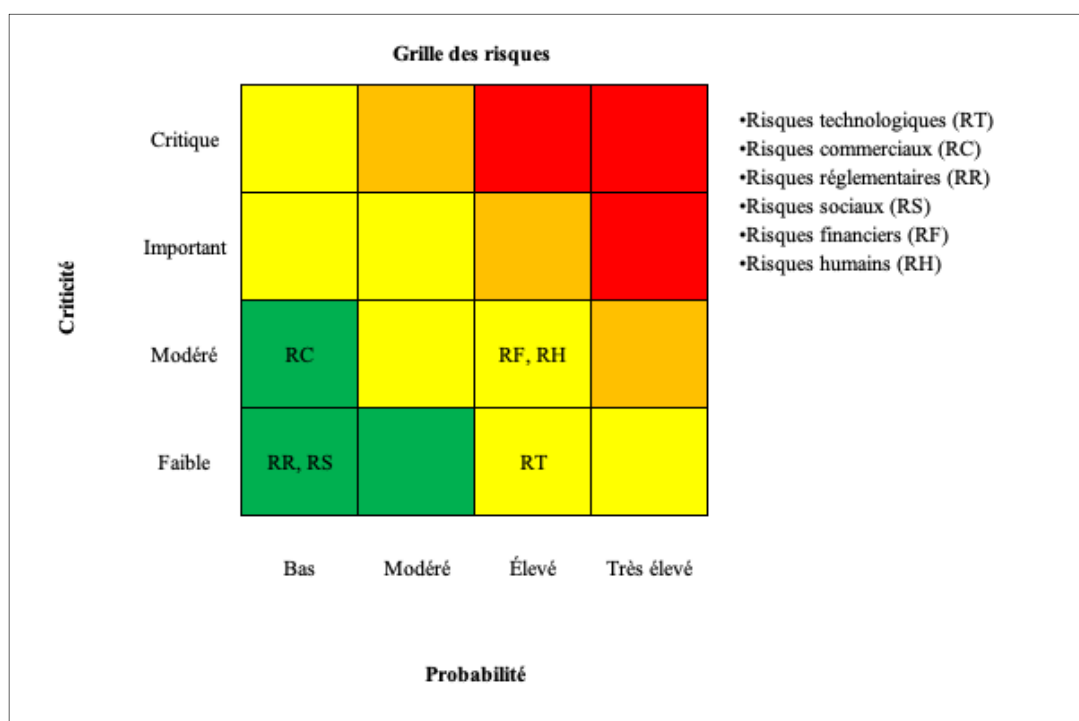 Grille des risques
Critique
Important
Modéré
Faible
Criticité
RC
RF, RH
RR, RS
RT
Bas
Modéré
Élevé
Très élevé
Probabilité
•Risques technologiques (RT)
•Risques commerciaux (RC)
•Risques réglementaires (RR)
•Risques sociaux (RS)
•Risques financiers (RF)
•Risques humains (RH)